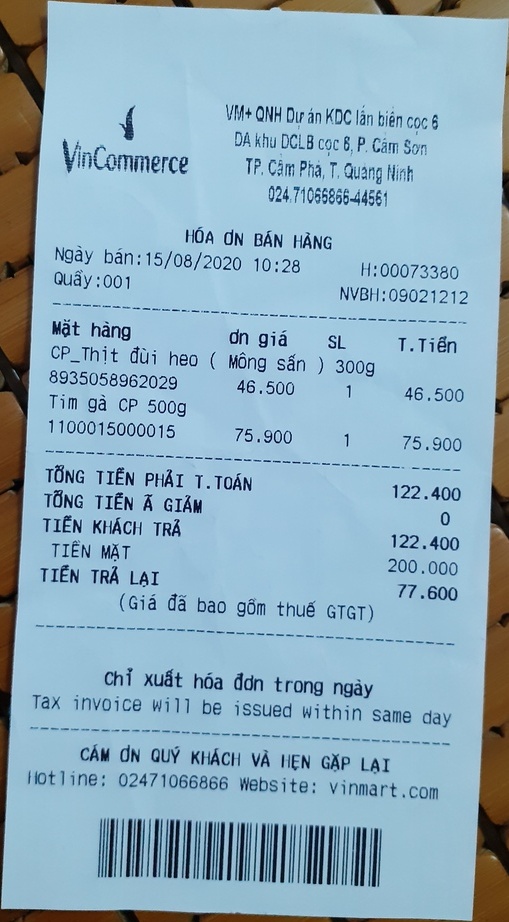 VinCommerce
VM+ QNH Dự án KDC lấn biển cọc 6
DA khu DCLB cọc 6, P. Cẩm Sơn
TP. Cẩm Phả, T. Quảng Ninh
024.71066866-44561
HÓA ƠN BÁN HÀNG
Ngày bán:15/08/2020 10:28 H:00073380
Quầy:001 NVBH:09021212
Mặt hàng ơn giá SL T.Tiền
CP_Thịt đùi heo ( Mông sấn ) 300g
8935058962029 46.500 1 46.500
Tim gà CP 500g
1100015000015 75.900 1 75.900
TỔNG TIỀN PHẢI T.TOÁN 122.400
TỔNG TIỀN Ã GIẢM 0
TIỀN KHÁCH TRẢ 122.400
TIỀN MẶT 200.000
TIỀN TRẢ LẠI 77.600
(Giá đã bao gồm thuế GTGT)
Chỉ xuất hóa đơn trong ngày
Tax invoice will be issued within same day
CẢM ƠN QUÝ KHÁCH VÀ HẸN GẶP LẠI
Hotline: 02471066866 Website: vinmart.com